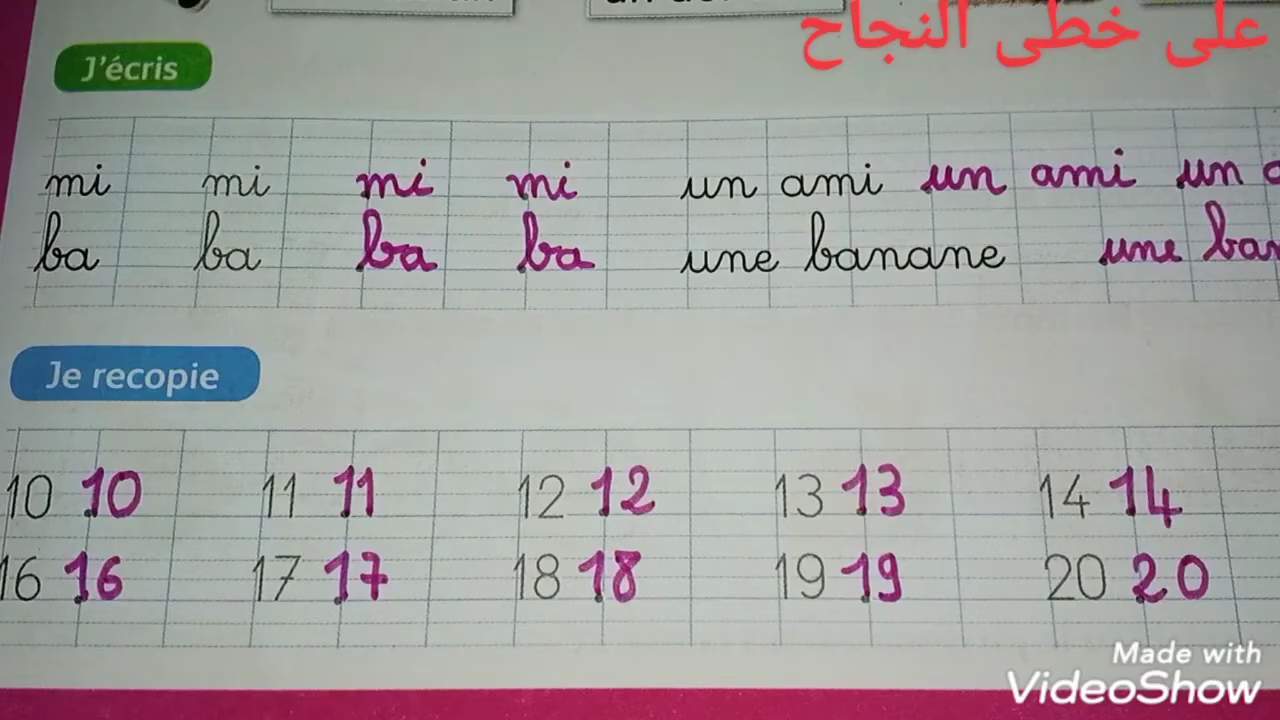 على خطى النجاح
J'écris
mi mi mi mi un ami un ami un
ba ba ba ba une banane une
Je recopie
10 10 11 11 12 12 13 13 14 14
16 16 17 17 18 18 19 19 20 20
Made with
VideoShow